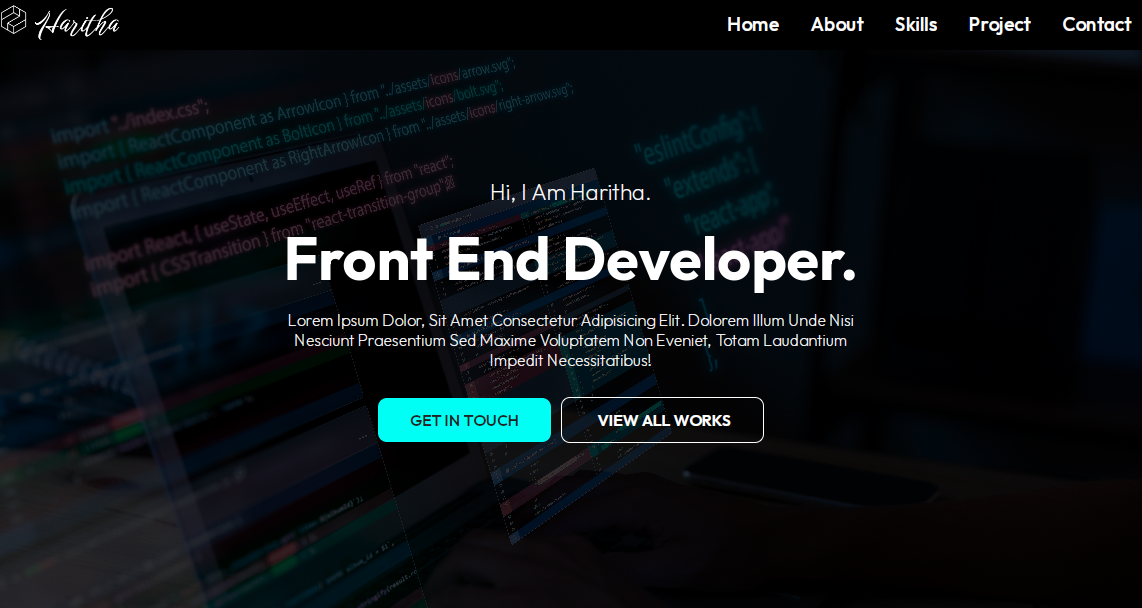 Haritha
Home About Skills Project Contact
import "../index.css";
import { ReactComponent as ArrowIcon } from "../assets/icons/arrow.svg";
import { ReactComponent as BoltIcon } from "../assets/icons/bolt.svg";
import { ReactComponent as RightArrowIcon } from "../assets/icons/right-arrow.svg";
import React, { useState, useEffect, useRef } from "react";
import { CSSTransition } from "react-transition-group";
"eslintConfig": {
"extends": [
"react-app",
Hi, I Am Haritha.
Front End Developer.
Lorem Ipsum Dolor, Sit Amet Consectetur Adipisicing Elit. Dolorem Illum Unde Nisi
Nesciunt Praesentium Sed Maxime Voluptatem Non Eveniet, Totam Laudantium
Impedit Necessitatibus!
GET IN TOUCH
VIEW ALL WORKS